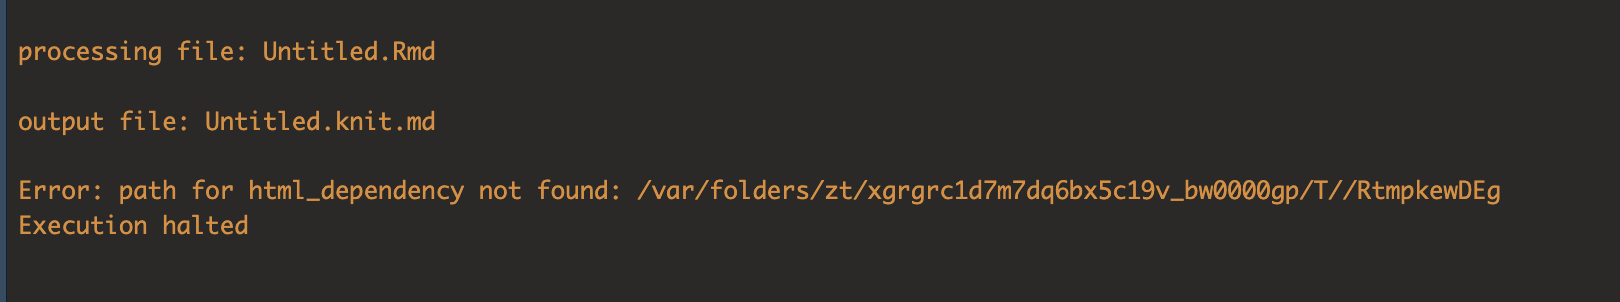 processing file: Untitled.Rmd
output file: Untitled.knit.md
Error: path for html_dependency not found: /var/folders/zt/xgrgrc1d7m7dq6bx5c19v_bw0000gp/T//RtmpkewDEg
Execution halted